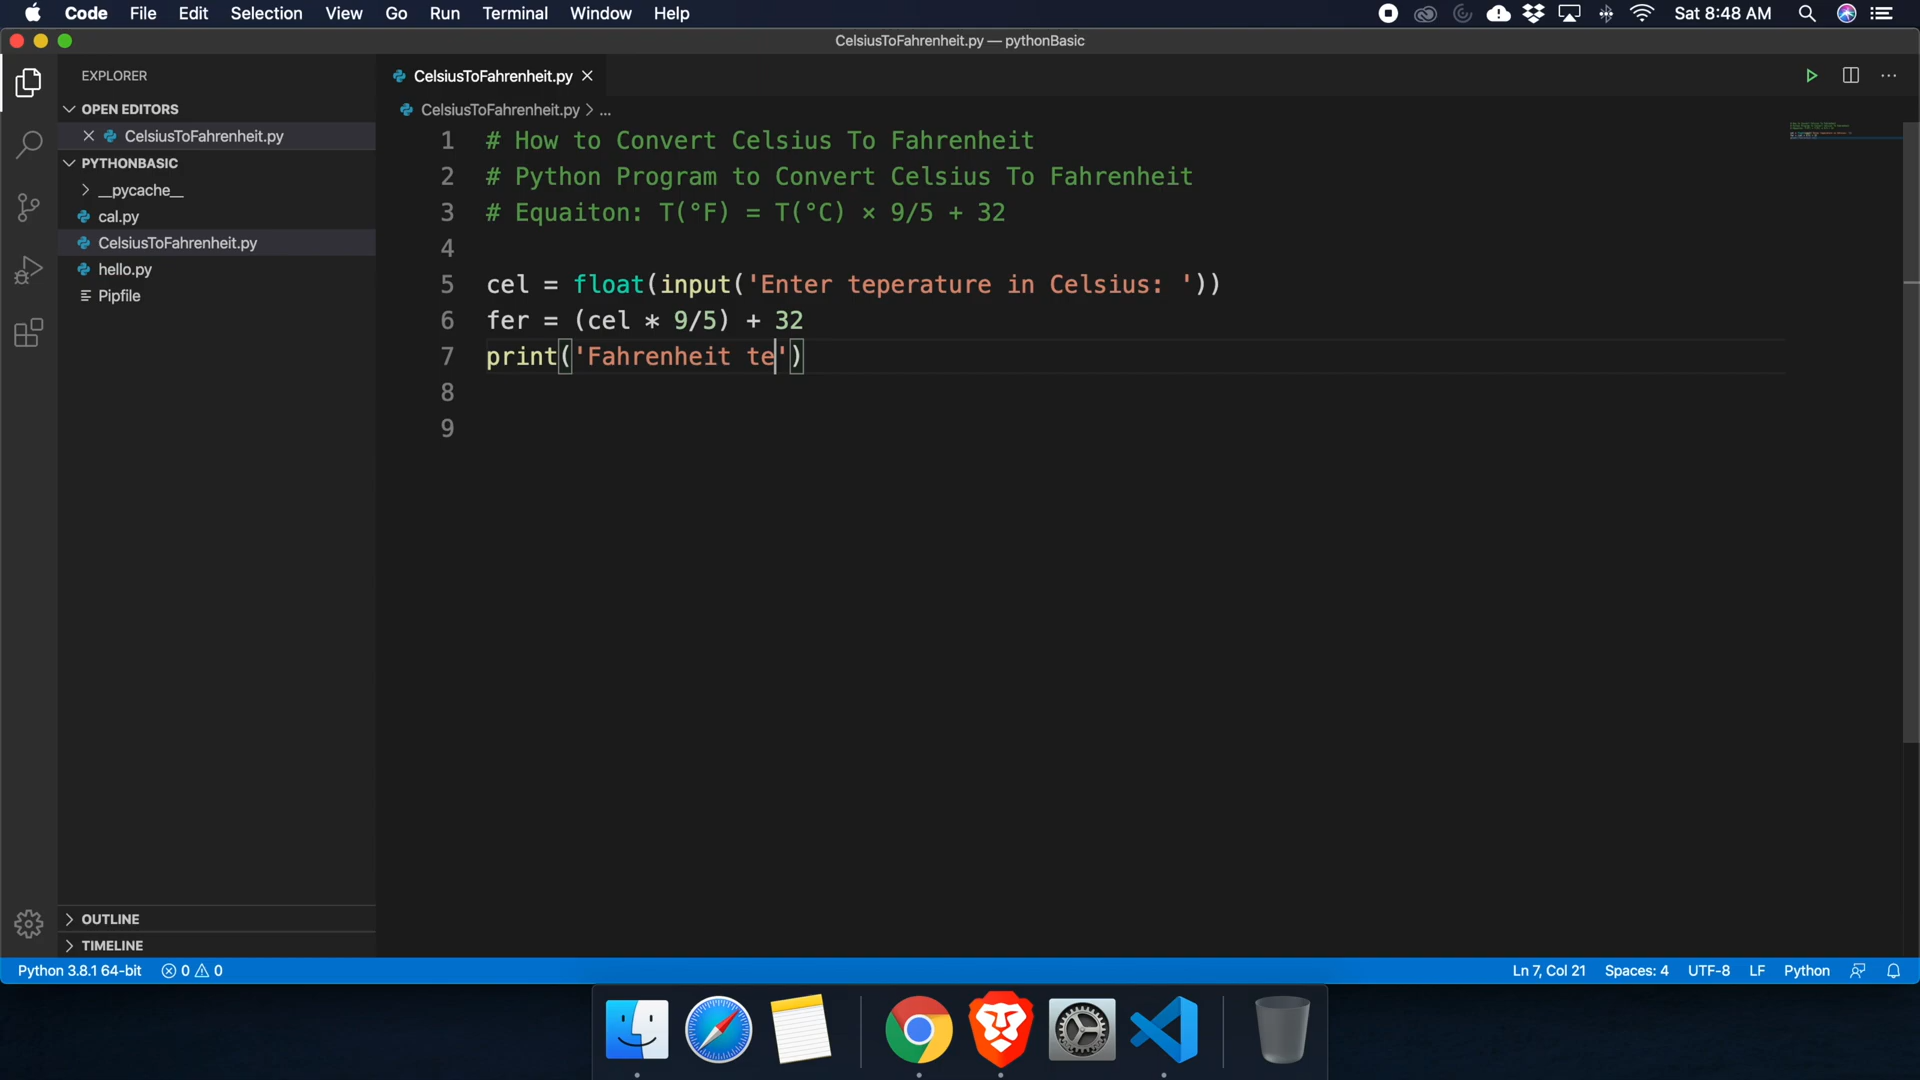 Code File Edit Selection View Go Run Terminal Window Help Sat 8:48 AM
CelsiusToFahrenheit.py — pythonBasic
EXPLORER
OPEN EDITORS
CelsiusToFahrenheit.py
PYTHONBASIC
__pycache__
cal.py
CelsiusToFahrenheit.py
hello.py
Pipfile
OUTLINE
TIMELINE
CelsiusToFahrenheit.py
CelsiusToFahrenheit.py > ...
1 # How to Convert Celsius To Fahrenheit
2 # Python Program to Convert Celsius To Fahrenheit
3 # Equaiton: T(°F) = T(°C) × 9/5 + 32
4
5 cel = float(input('Enter teperature in Celsius: '))
6 fer = (cel * 9/5) + 32
7 print('Fahrenheit te')
8
9
Python 3.8.1 64-bit 0 0 Ln 7, Col 21 Spaces: 4 UTF-8 LF Python